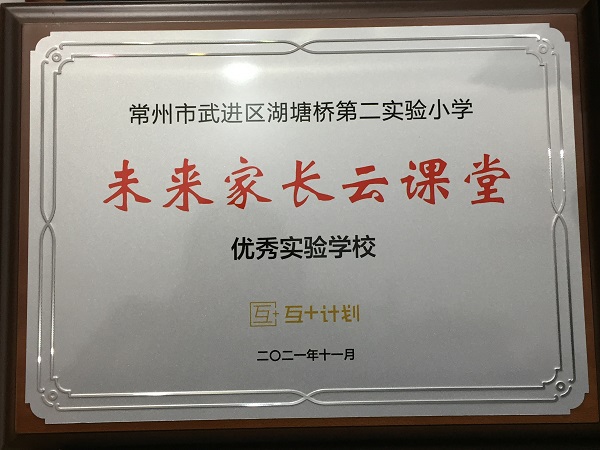 常州市武进区湖塘桥第二实验小学
未来家长云课堂
优秀实验学校
互+ 互十计划
二〇二一年十一月